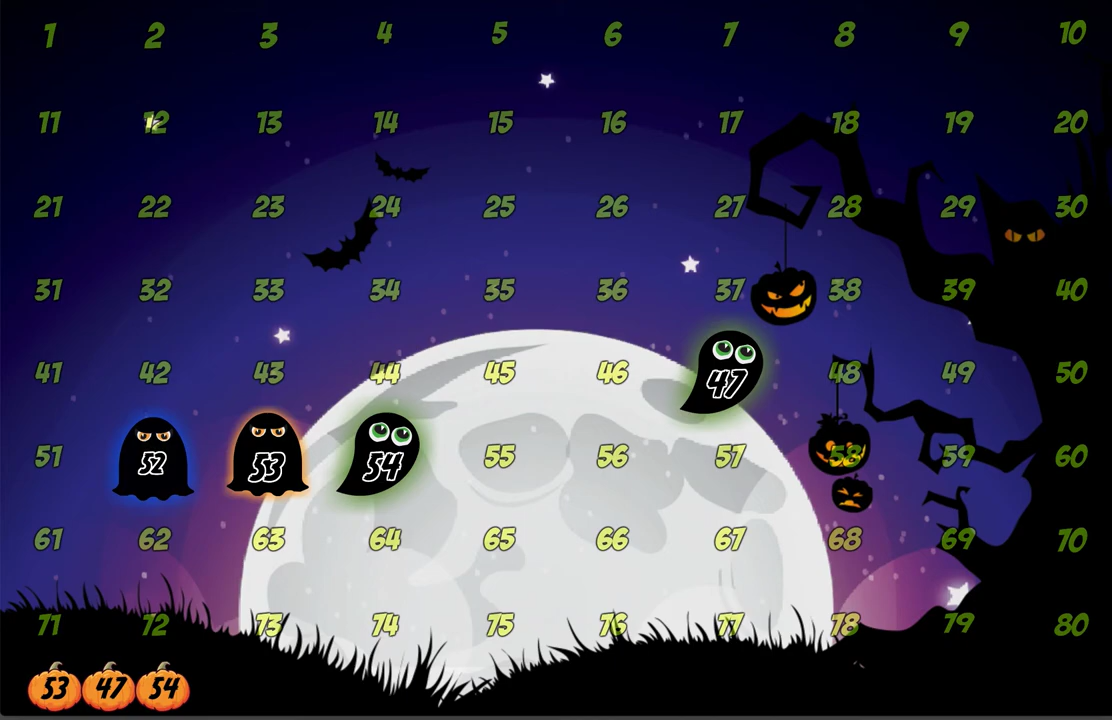 1 2 3 4 5 6 7 8 9 10
11 12 13 14 15 16 17 18 19 20
21 22 23 24 25 26 27 28 29 30
31 32 33 34 35 36 37 38 39 40
41 42 43 44 45 46 47 48 49 50
51 52 53 54 55 56 57 58 59 60
61 62 63 64 65 66 67 68 69 70
71 72 73 74 75 76 77 78 79 80
53 47 54